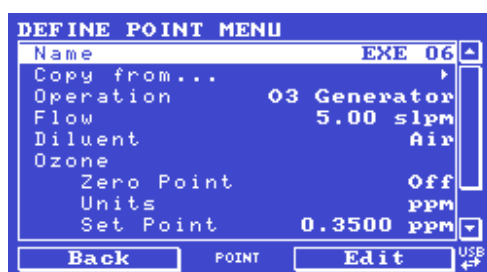 DEFINE POINT MENU
Name EXE 06
Copy from...
Operation O3 Generator
Flow 5.00 slpm
Diluent Air
Ozone
Zero Point Off
Units ppm
Set Point 0.3500 ppm
Back POINT Edit USB